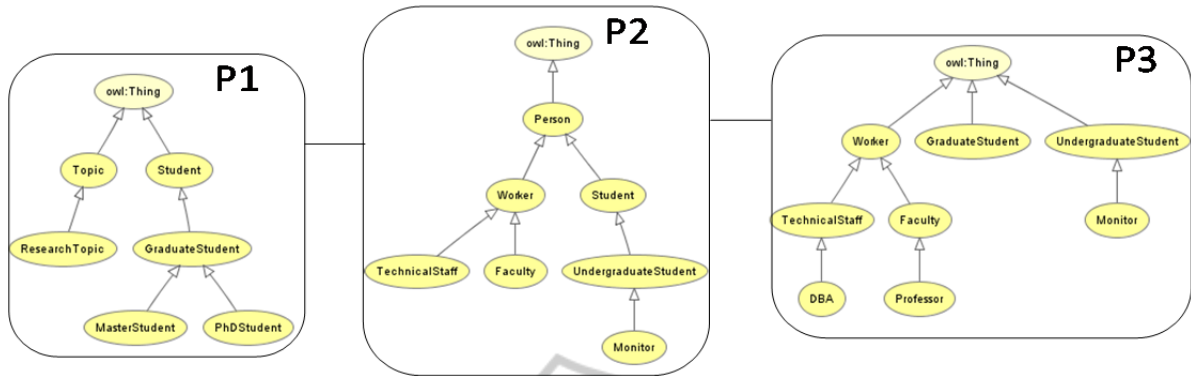 P1
owl:Thing
Topic
Student
ResearchTopic
GraduateStudent
MasterStudent
PhDStudent
P2
owl:Thing
Person
Worker
Student
TechnicalStaff
Faculty
UndergraduateStudent
Monitor
P3
owl:Thing
Worker
GraduateStudent
UndergraduateStudent
TechnicalStaff
Faculty
Monitor
DBA
Professor